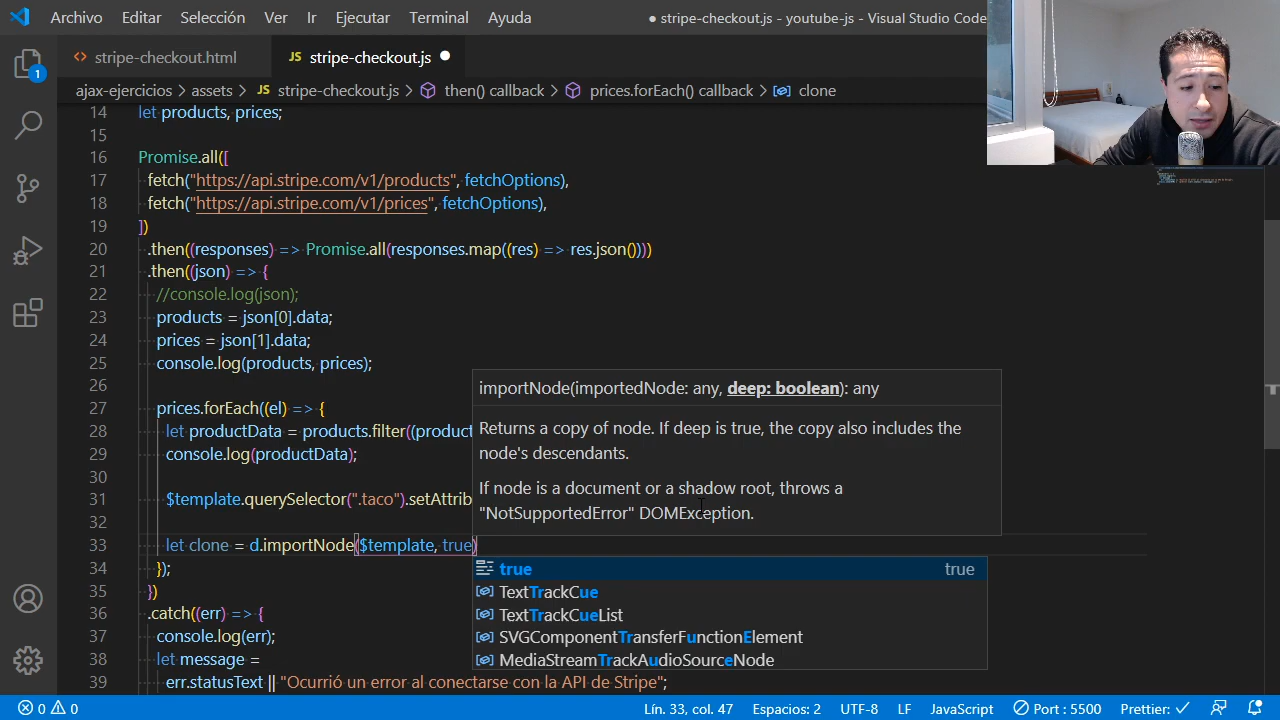 Archivo Editar Selección Ver Ir Ejecutar Terminal Ayuda ● stripe-checkout.js - youtube-js - Visual Studio Code
stripe-checkout.html JS stripe-checkout.js
1
ajax-ejercicios > assets > JS stripe-checkout.js > then() callback > prices.forEach() callback > clone
14 let products, prices;
15
16 Promise.all([
17 fetch("https://api.stripe.com/v1/products", fetchOptions),
18 fetch("https://api.stripe.com/v1/prices", fetchOptions),
19 ])
20 .then((responses) => Promise.all(responses.map((res) => res.json())))
21 .then((json) => {
22 //console.log(json);
23 products = json[0].data;
24 prices = json[1].data;
25 console.log(products, prices);
26
27 prices.forEach((el) => {
28 let productData = products.filter((product
29 console.log(productData);
30
31 $template.querySelector(".taco").setAttrib
32
33 let clone = d.importNode($template, true)
34 });
35 })
36 .catch((err) => {
37 console.log(err);
38 let message =
39 err.statusText || "Ocurrió un error al conectarse con la API de Stripe";
importNode(importedNode: any, deep: boolean): any
Returns a copy of node. If deep is true, the copy also includes the
node's descendants.
If node is a document or a shadow root, throws a
"NotSupportedError" DOMException.
true true
TextTrackCue
TextTrackCueList
SVGComponentTransferFunctionElement
MediaStreamTrackAudioSourceNode
0 0 Lín. 33, col. 47 Espacios: 2 UTF-8 LF JavaScript Port : 5500 Prettier: ✓